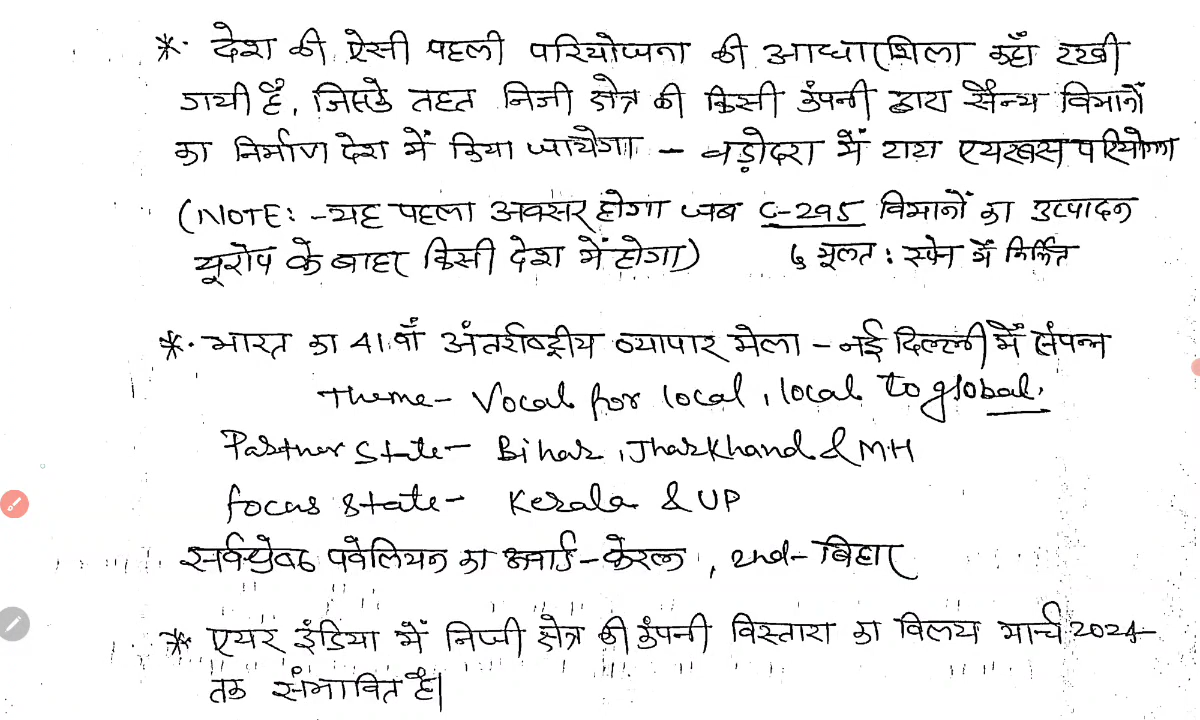 * देश की ऐसी पहली परियोजना की आधारशिला कहाँ रखी
गयी है, जिसके तहत निजी क्षेत्र की किसी कंपनी द्वारा सैन्य विमानों
का निर्माण देश में किया जायेगा - वड़ोदरा में टाटा एयरबस परियोजना
(NOTE: - यह पहला अवसर होगा जब C-295 विमानों का उत्पादन
यूरोप के बाहर किसी देश में होगा) ↳ मूलत: स्पेन में निर्मित
* भारत का 41वाँ अंतर्राष्ट्रीय व्यापार मेला - नई दिल्ली में संपन्न
Theme- Vocal for local, local to global.
Partner State- Bihar, Jharkhand & MH
focus state- Kerala & UP
सर्वश्रेष्ठ पवेलियन का अवार्ड - केरल, 2nd- बिहार
* एयर इंडिया में निजी क्षेत्र की कंपनी विस्तारा का विलय मार्च 2024
तक संभावित है।